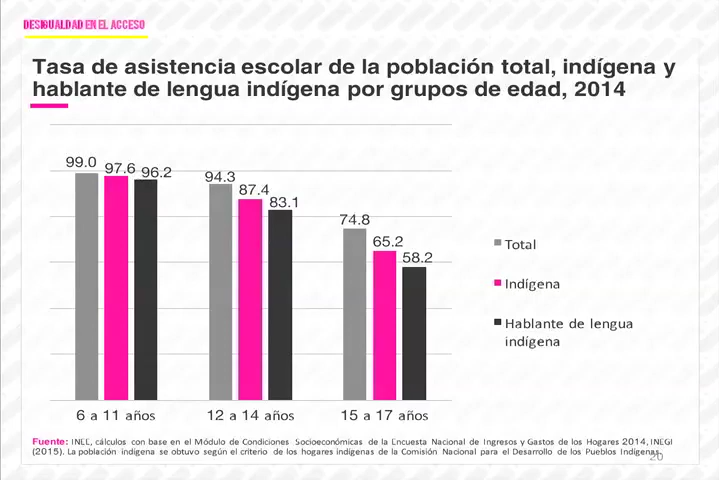 DESIGUALDAD EN EL ACCESO
Tasa de asistencia escolar de la población total, indígena y
hablante de lengua indígena por grupos de edad, 2014
99.0 97.6 96.2
94.3 87.4 83.1
74.8 65.2 58.2
Total
Indígena
Hablante de lengua
indígena
6 a 11 años 12 a 14 años 15 a 17 años
Fuente: INEE, cálculos con base en el Módulo de Condiciones Socioeconómicas de la Encuesta Nacional de Ingresos y Gastos de los Hogares 2014, INEGI
(2015). La población indígena se obtuvo según el criterio de los hogares indígenas de la Comisión Nacional para el Desarrollo de los Pueblos Indígenas.
20